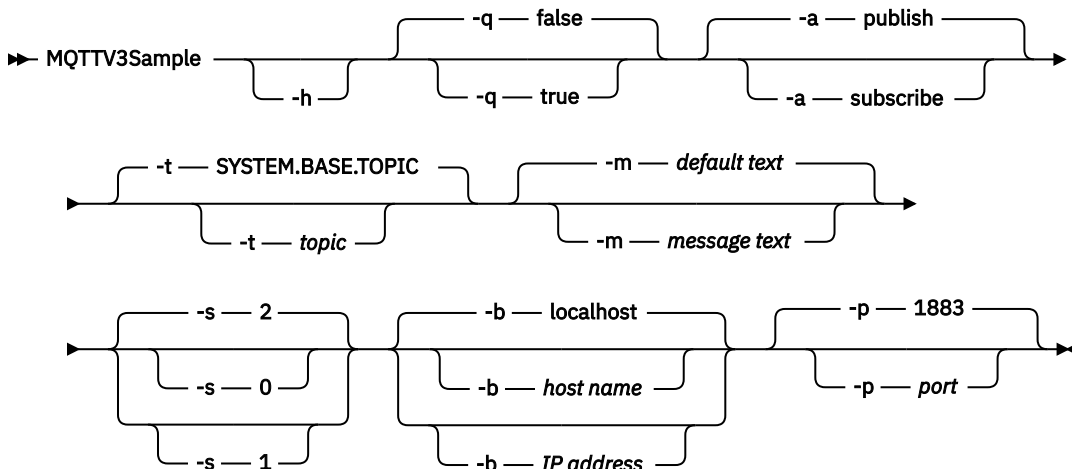 -q false -a publish
MQTTV3Sample
-h -q true -a subscribe
-t SYSTEM.BASE.TOPIC -m default text
-t topic -m message text
-s 2 -b localhost -p 1883
-s 0 -b host name -p port
-s 1 -b IP address